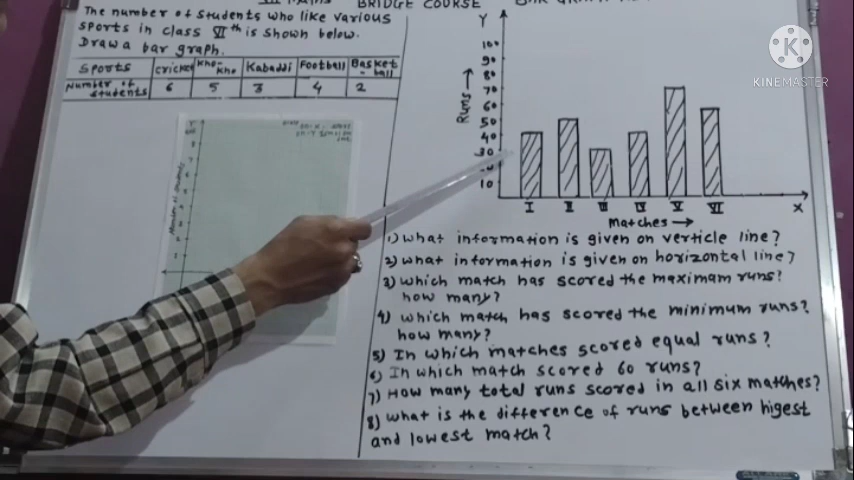 BRIDGE COURSE
The number of students who like various
sports in class VIth is shown below.
Draw a bar graph.
Sports cricket Kho-Kho Kabaddi Football Basket-ball
Number of students 6 5 3 4 2
Y
100
90
80
70
60
50
40
30
10
Runs →
I II III IV V VI
X
Matches →
1) What information is given on verticle line?
2) What information is given on horizontal line?
3) which match has scored the maximam runs?
how many?
4) which match has scored the minimum runs?
how many?
5) In which matches scored equal runs?
6) In which match scored 60 runs?
7) How many total runs scored in all six matches?
8) What is the difference of runs between higest
and lowest match?
K
KINEMASTER